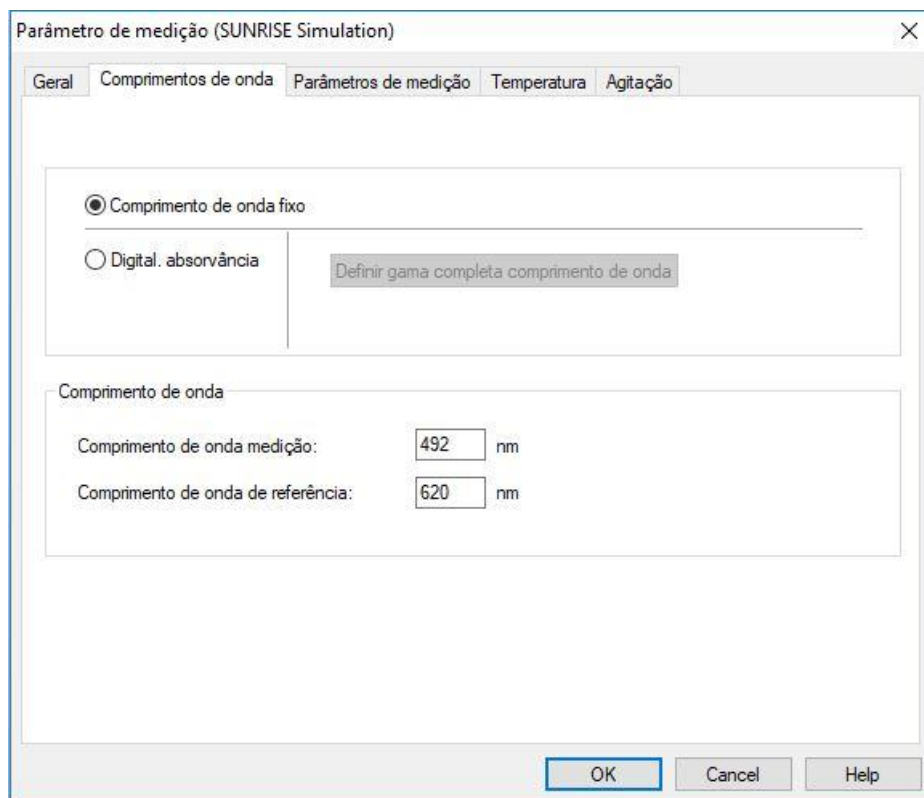 Parâmetro de medição (SUNRISE Simulation)
Geral Comprimentos de onda Parâmetros de medição Temperatura Agitação
Comprimento de onda fixo
Digital. absorvância
Definir gama completa comprimento de onda
Comprimento de onda
Comprimento de onda medição: 492 nm
Comprimento de onda de referência: 620 nm
OK Cancel Help